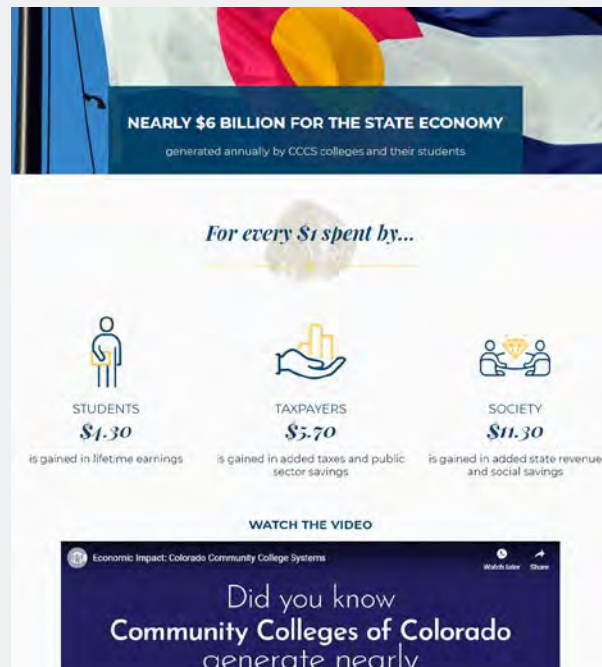 NEARLY $6 BILLION FOR THE STATE ECONOMY
generated annually by CCCS colleges and their students
For every $1 spent by...
STUDENTS
$4.30
is gained in lifetime earnings
TAXPAYERS
$5.70
is gained in added taxes and public
sector savings
SOCIETY
$11.30
is gained in added state revenue
and social savings
WATCH THE VIDEO
Economic Impact: Colorado Community College Systems
Watch later
Share
Did you know
Community Colleges of Colorado
generate nearly